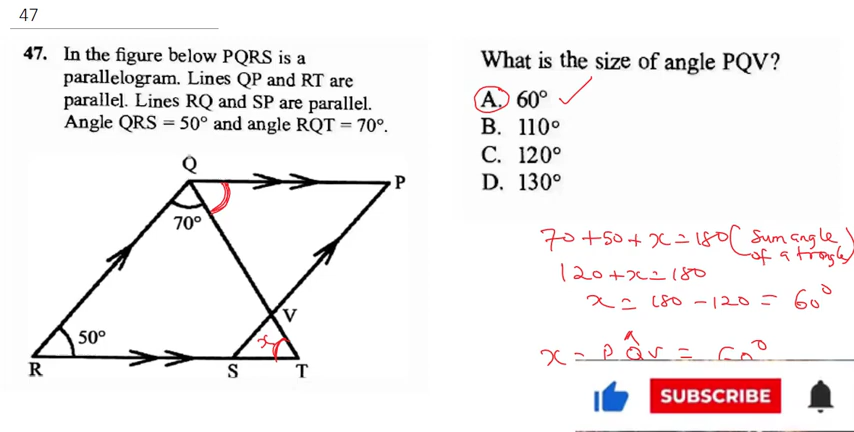 47
47. In the figure below PQRS is a
parallelogram. Lines QP and RT are
parallel. Lines RQ and SP are parallel.
Angle QRS = 50° and angle RQT = 70°.
What is the size of angle PQV?
A. 60°
B. 110°
C. 120°
D. 130°
Q
P
70°
V
50°
x
R
S
T
70 + 50 + x = 180 ( sum angle
of a trangle )
120 + x = 180
x = 180 - 120 = 60°
x = PQ̂V = 60°
SUBSCRIBE